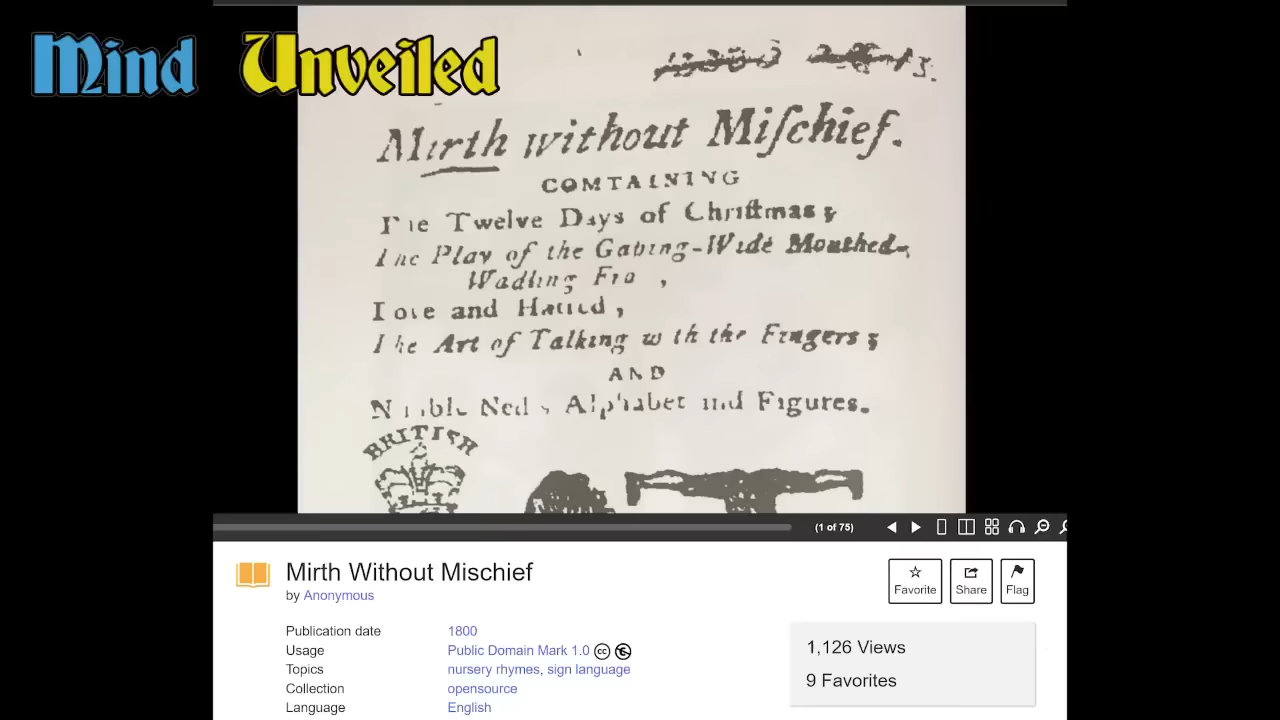 Mind Unveiled
Mirth without Miſchief.
COMTAINING
The Twelve Days of Chriſtmas;
The Play of the Gaping-Wide Mouthed-
Wadling Fro ,
Love and Hatred,
The Art of Talking with the Fingers;
AND
Nimble Ned's Alphabet and Figures.
BRITISH
(1 of 75)
Mirth Without Mischief
by Anonymous
Favorite
Share
Flag
Publication date 1800
Usage Public Domain Mark 1.0
Topics nursery rhymes, sign language
Collection opensource
Language English
1,126 Views
9 Favorites